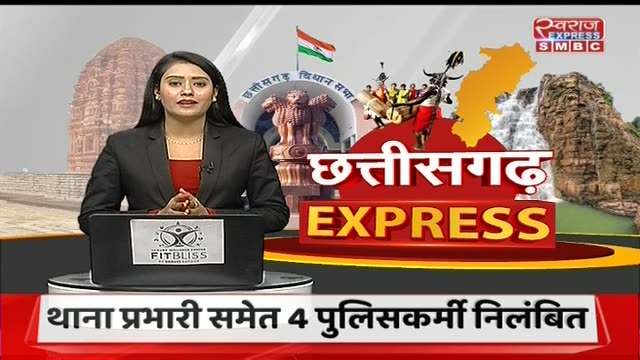 स्वराज
EXPRESS
SMBC
छत्तीसगढ़ विधान सभा
छत्तीसगढ़
EXPRESS
FITBLISS
थाना प्रभारी समेत 4 पुलिसकर्मी निलंबित